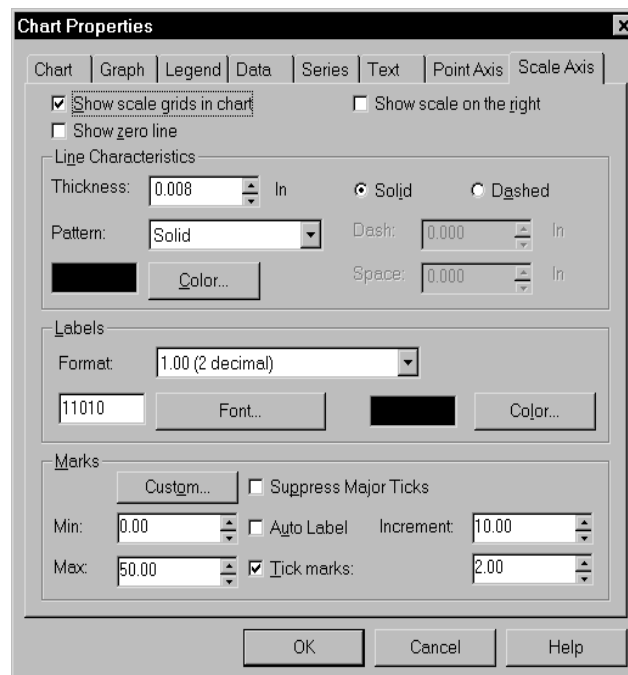 Chart Properties
Chart Graph Legend Data Series Text Point Axis Scale Axis
Show scale grids in chart Show scale on the right
Show zero line
Line Characteristics
Thickness: 0.008 In Solid Dashed
Pattern: Solid Dash: 0.000 In
Color... Space: 0.000 In
Labels
Format: 1.00 (2 decimal)
11010 Font... Color...
Marks
Custom... Suppress Major Ticks
Min: 0.00 Auto Label Increment: 10.00
Max: 50.00 Tick marks: 2.00
OK Cancel Help